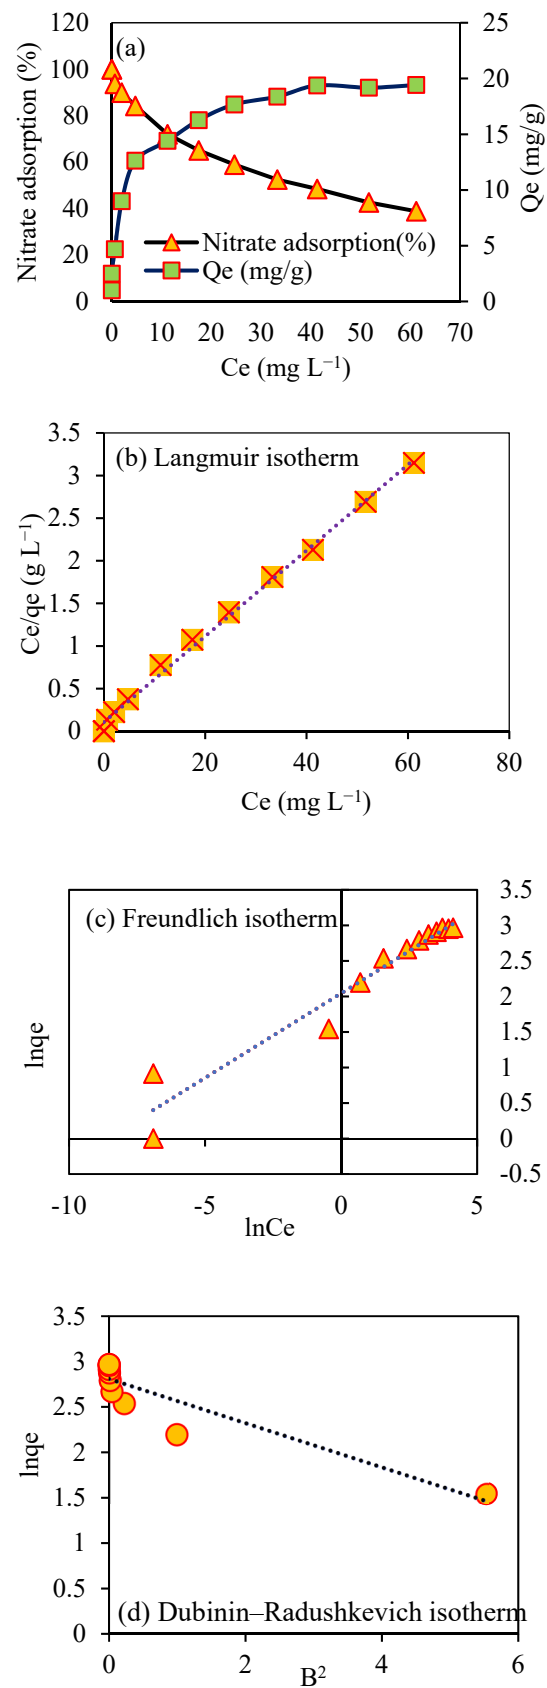 120
100
80
60
40
20
0
Nitrate adsorption (%)
(a)
25
20
15
10
5
0
Qe (mg/g)
Nitrate adsorption(%)
Qe (mg/g)
0 10 20 30 40 50 60 70
Ce (mg L⁻¹)
3.5
3
2.5
2
1.5
1
0.5
0
Ce/qe (g L⁻¹)
(b) Langmuir isotherm
0 20 40 60 80
Ce (mg L⁻¹)
(c) Freundlich isotherm
3.5
3
2.5
2
1.5
1
0.5
0
-0.5
lnqe
-10 -5 0 5
lnCe
3.5
3
2.5
2
1.5
1
0.5
0
lnqe
(d) Dubinin–Radushkevich isotherm
0 2 4 6
B²